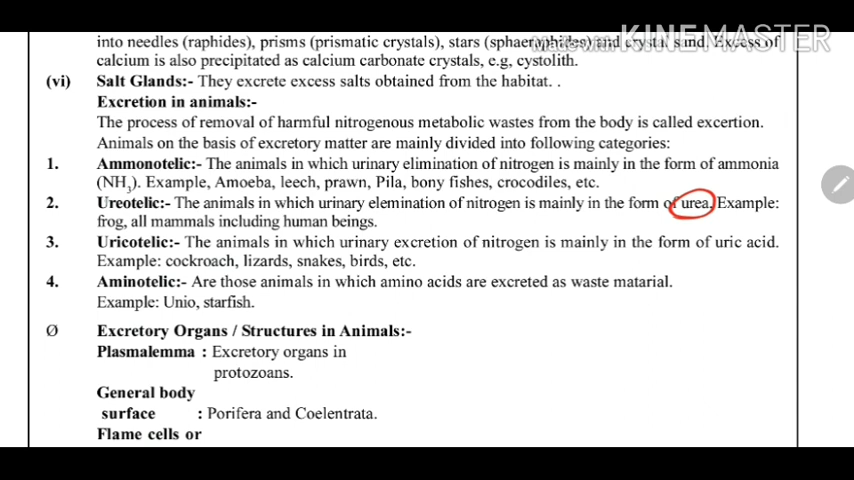 Made with KINEMASTER
into needles (raphides), prisms (prismatic crystals), stars (sphaeraphides) and crystal sand. Excess of
calcium is also precipitated as calcium carbonate crystals, e.g, cystolith.
(vi) Salt Glands:- They excrete excess salts obtained from the habitat. .
Excretion in animals:-
The process of removal of harmful nitrogenous metabolic wastes from the body is called excertion.
Animals on the basis of excretory matter are mainly divided into following categories:
1. Ammonotelic:- The animals in which urinary elimination of nitrogen is mainly in the form of ammonia
(NH3). Example, Amoeba, leech, prawn, Pila, bony fishes, crocodiles, etc.
2. Ureotelic:- The animals in which urinary elemination of nitrogen is mainly in the form of urea. Example:
frog, all mammals including human beings.
3. Uricotelic:- The animals in which urinary excretion of nitrogen is mainly in the form of uric acid.
Example: cockroach, lizards, snakes, birds, etc.
4. Aminotelic:- Are those animals in which amino acids are excreted as waste matarial.
Example: Unio, starfish.
Ø Excretory Organs / Structures in Animals:-
Plasmalemma : Excretory organs in
protozoans.
General body
surface : Porifera and Coelentrata.
Flame cells or